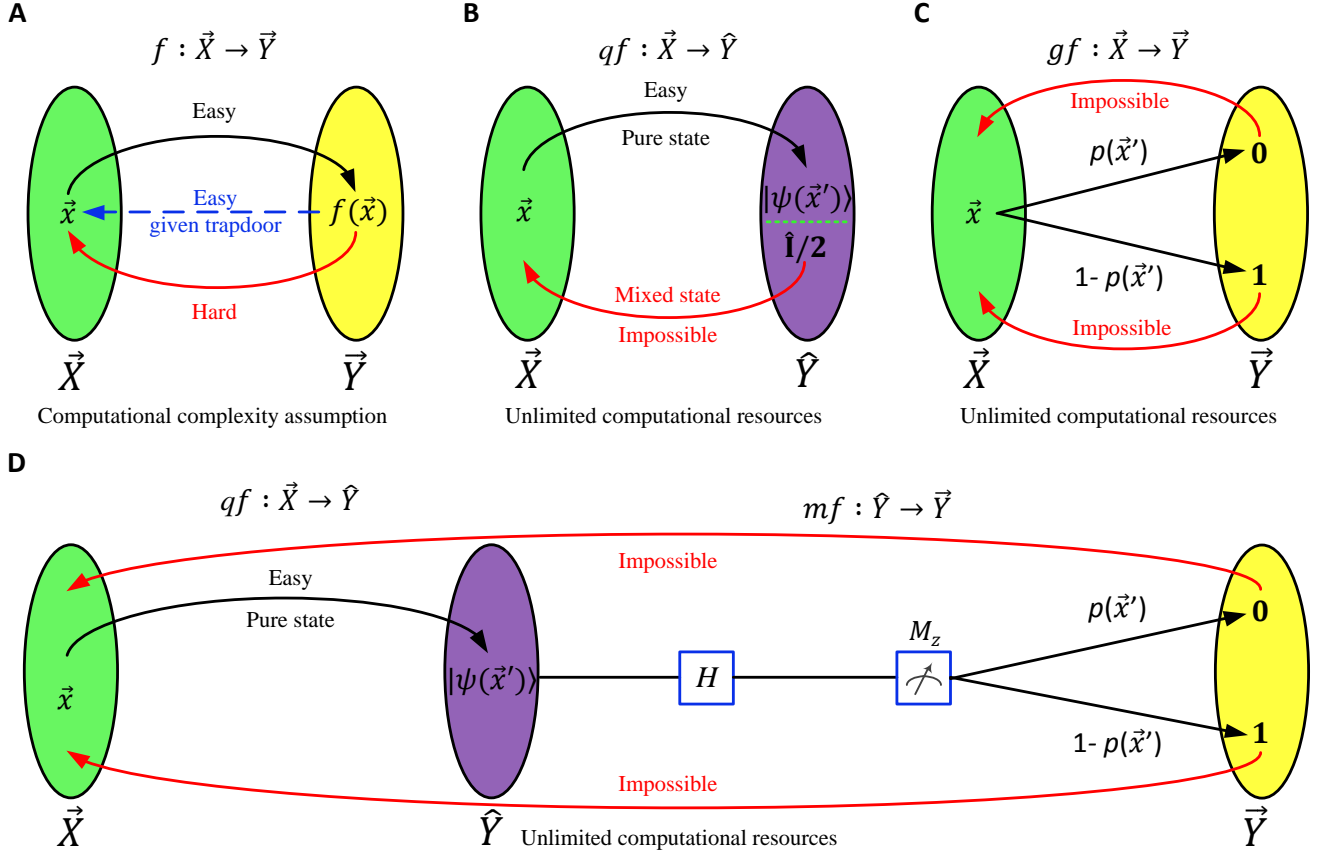 A
f : X⃗ → Y⃗
Easy
x⃗
Easy
given trapdoor
f(x⃗)
Hard
X⃗
Y⃗
Computational complexity assumption
B
qf : X⃗ → Ŷ
Easy
Pure state
x⃗
|ψ(x⃗′)⟩
Î/2
Mixed state
Impossible
X⃗
Ŷ
Unlimited computational resources
C
gf : X⃗ → Y⃗
Impossible
p(x⃗′)
0
x⃗
1- p(x⃗′)
1
Impossible
X⃗
Y⃗
Unlimited computational resources
D
qf : X⃗ → Ŷ
mf : Ŷ → Y⃗
Impossible
Easy
Pure state
p(x⃗′)
0
M_z
x⃗
|ψ(x⃗′)⟩
H
1- p(x⃗′)
1
Impossible
X⃗
Ŷ
Unlimited computational resources
Y⃗